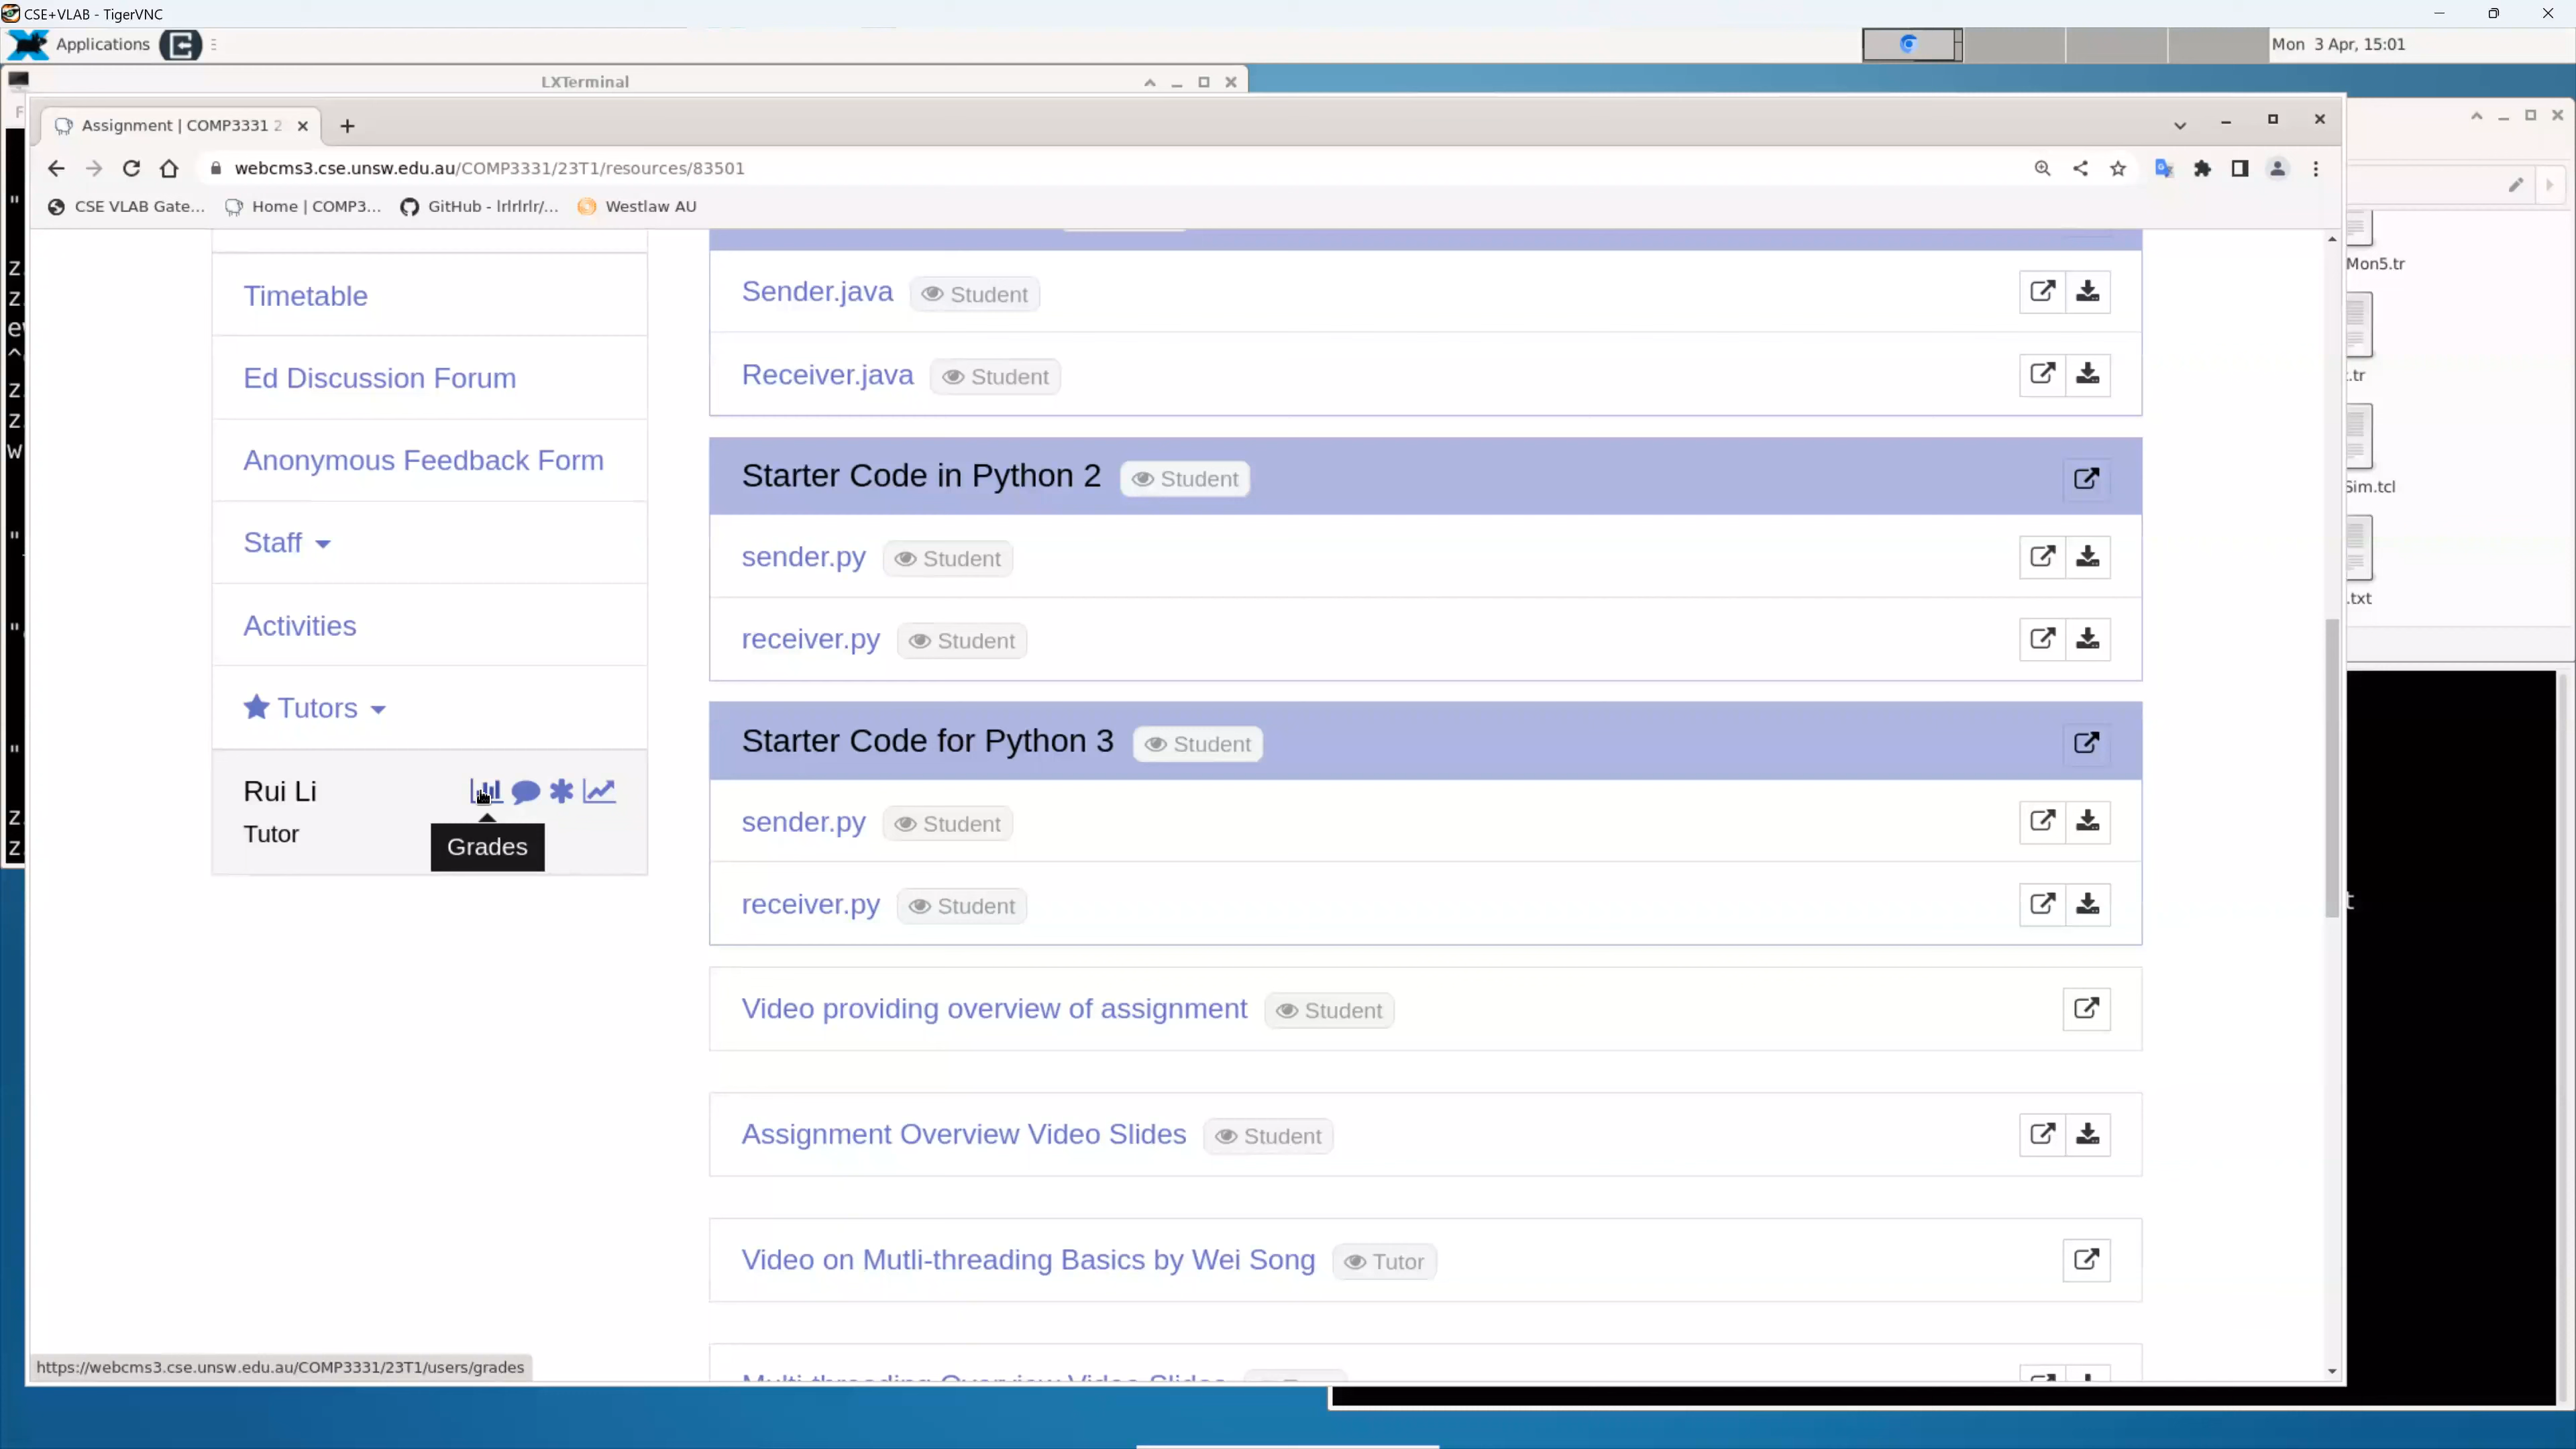 CSE+VLAB - TigerVNC
Applications
Mon 3 Apr, 15:01
LXTerminal
Assignment | COMP3331 2
webcms3.cse.unsw.edu.au/COMP3331/23T1/resources/83501
CSE VLAB Gate... Home | COMP3... GitHub - lrlrlrlr/... Westlaw AU
Timetable
Ed Discussion Forum
Anonymous Feedback Form
Staff
Activities
Tutors
Rui Li
Tutor
Grades
Sender.java Student
Receiver.java Student
Starter Code in Python 2 Student
sender.py Student
receiver.py Student
Starter Code for Python 3 Student
sender.py Student
receiver.py Student
Video providing overview of assignment Student
Assignment Overview Video Slides Student
Video on Mutli-threading Basics by Wei Song Tutor
https://webcms3.cse.unsw.edu.au/COMP3331/23T1/users/grades
Mon5.tr
.tr
Sim.tcl
.txt